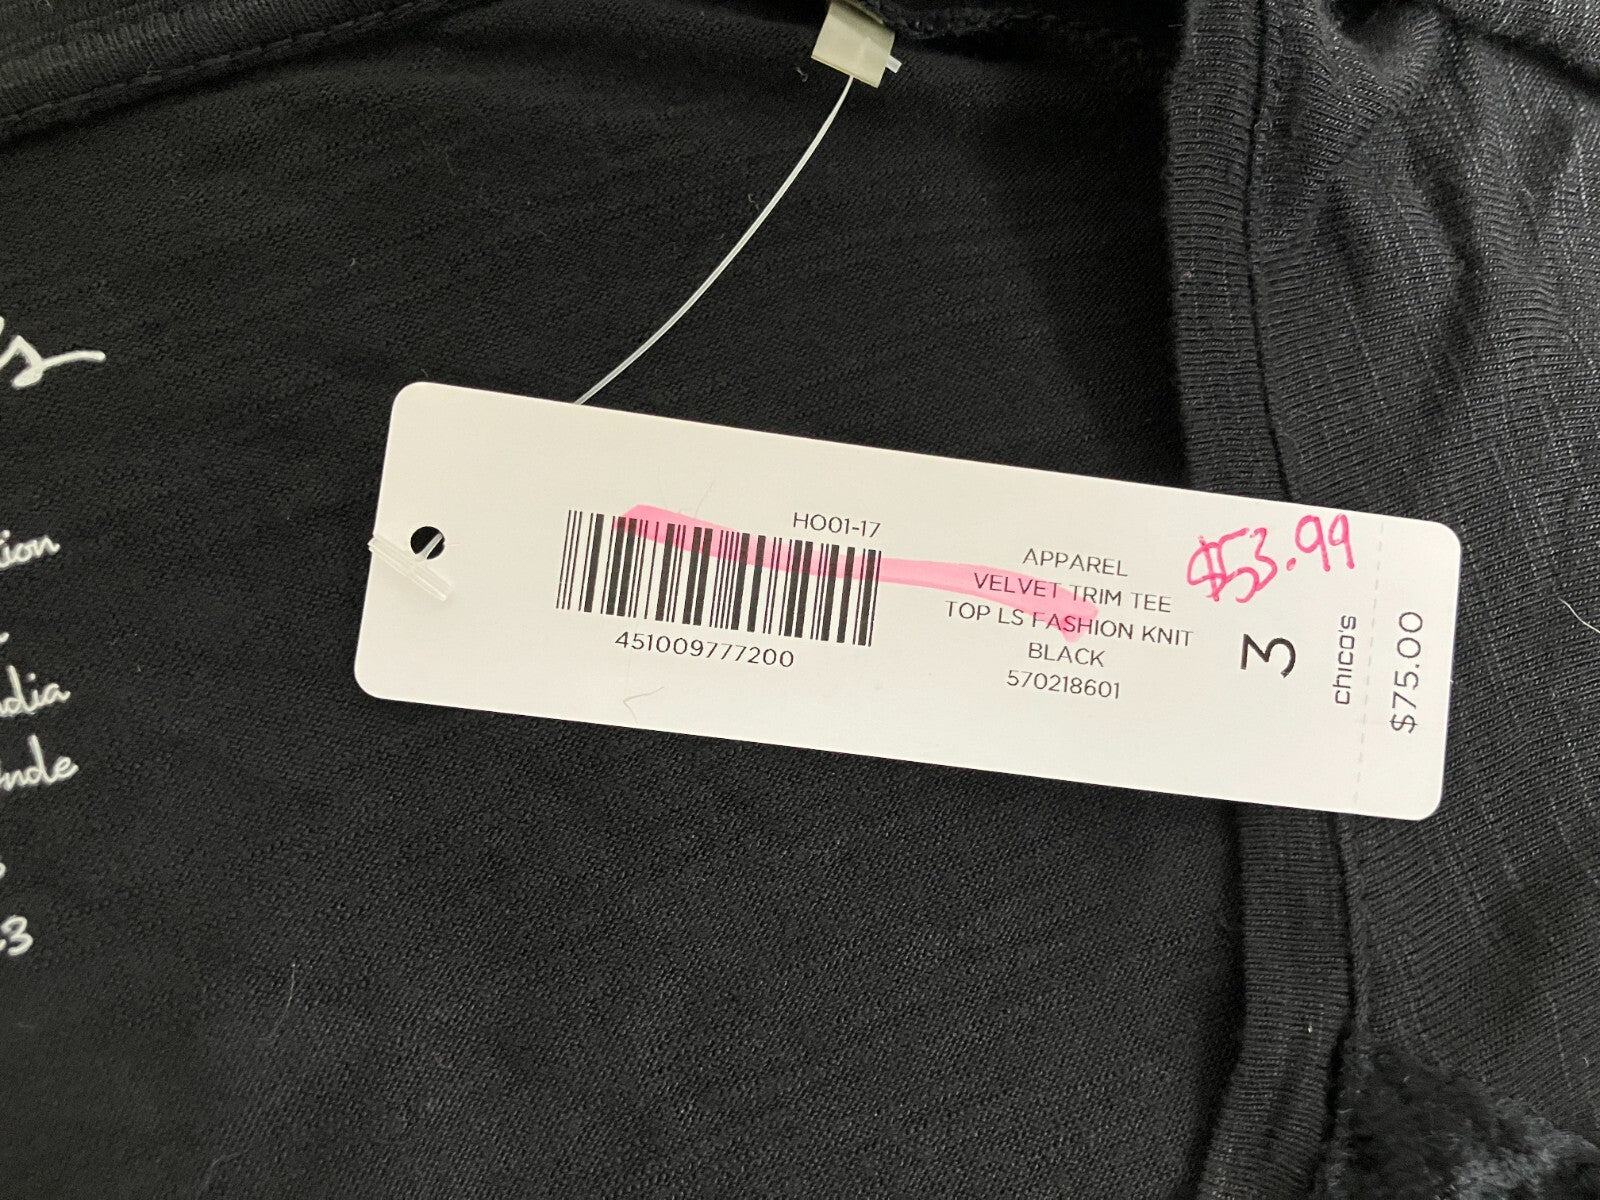 HO01-17
451009777200
APPAREL
VELVET TRIM TEE
TOP LS FASHION KNIT
BLACK
570218601
$53.99
3
chico's
$75.00